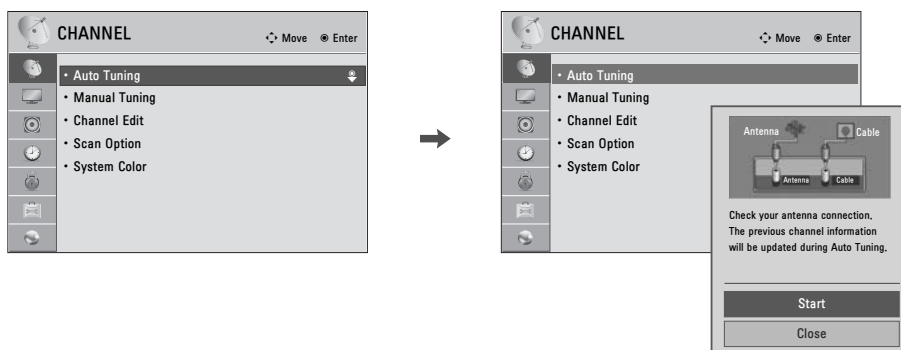 CHANNEL
Move Enter
• Auto Tuning
• Manual Tuning
• Channel Edit
• Scan Option
• System Color
CHANNEL
Move Enter
• Auto Tuning
• Manual Tuning
• Channel Edit
• Scan Option
• System Color
Antenna Cable
Antenna Cable
Check your antenna connection.
The previous channel information
will be updated during Auto Tuning.
Start
Close